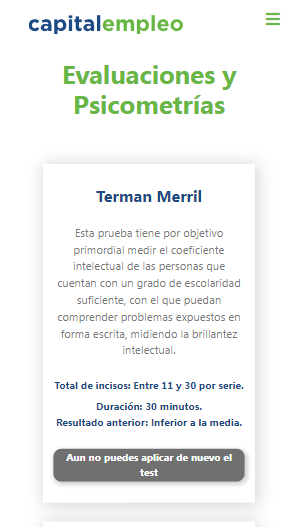 capitalempleo
Evaluaciones y
Psicometrías
Terman Merril
Esta prueba tiene por objetivo
primordial medir el coeficiente
intelectual de las personas que
cuentan con un grado de escolaridad
suficiente, con el que puedan
comprender problemas expuestos en
forma escrita, midiendo la brillantez
intelectual.
Total de incisos: Entre 11 y 30 por serie.
Duración: 30 minutos.
Resultado anterior: Inferior a la media.
Aun no puedes aplicar de nuevo el
test